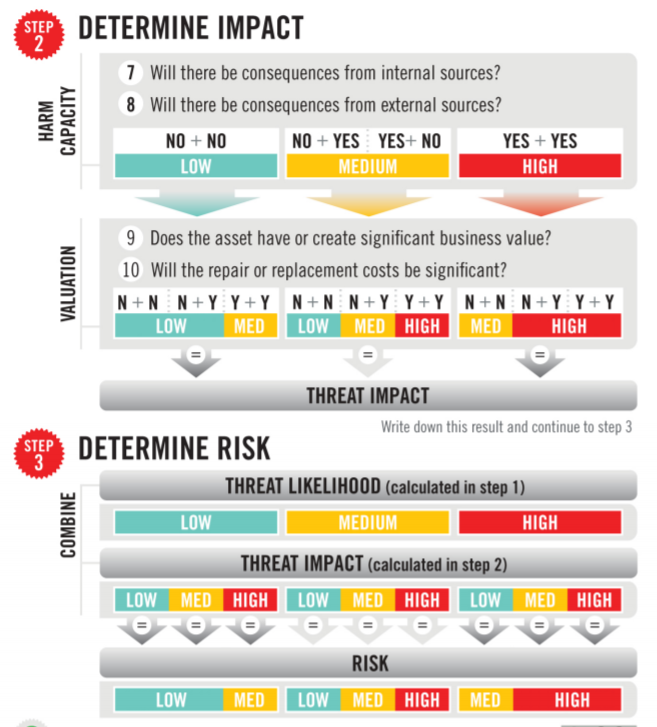 STEP 2
DETERMINE IMPACT
HARM CAPACITY
7 Will there be consequences from internal sources?
8 Will there be consequences from external sources?
NO + NO NO + YES YES+ NO YES + YES
LOW MEDIUM HIGH
VALUATION
9 Does the asset have or create significant business value?
10 Will the repair or replacement costs be significant?
N + N N + Y Y + Y N + N N + Y Y + Y N + N N + Y Y + Y
LOW MED LOW MED HIGH MED HIGH
= = =
THREAT IMPACT
Write down this result and continue to step 3
STEP 3
DETERMINE RISK
COMBINE
THREAT LIKELIHOOD (calculated in step 1)
LOW MEDIUM HIGH
THREAT IMPACT (calculated in step 2)
LOW MED HIGH LOW MED HIGH LOW MED HIGH
= = = = = = = = =
RISK
LOW MED LOW MED HIGH MED HIGH